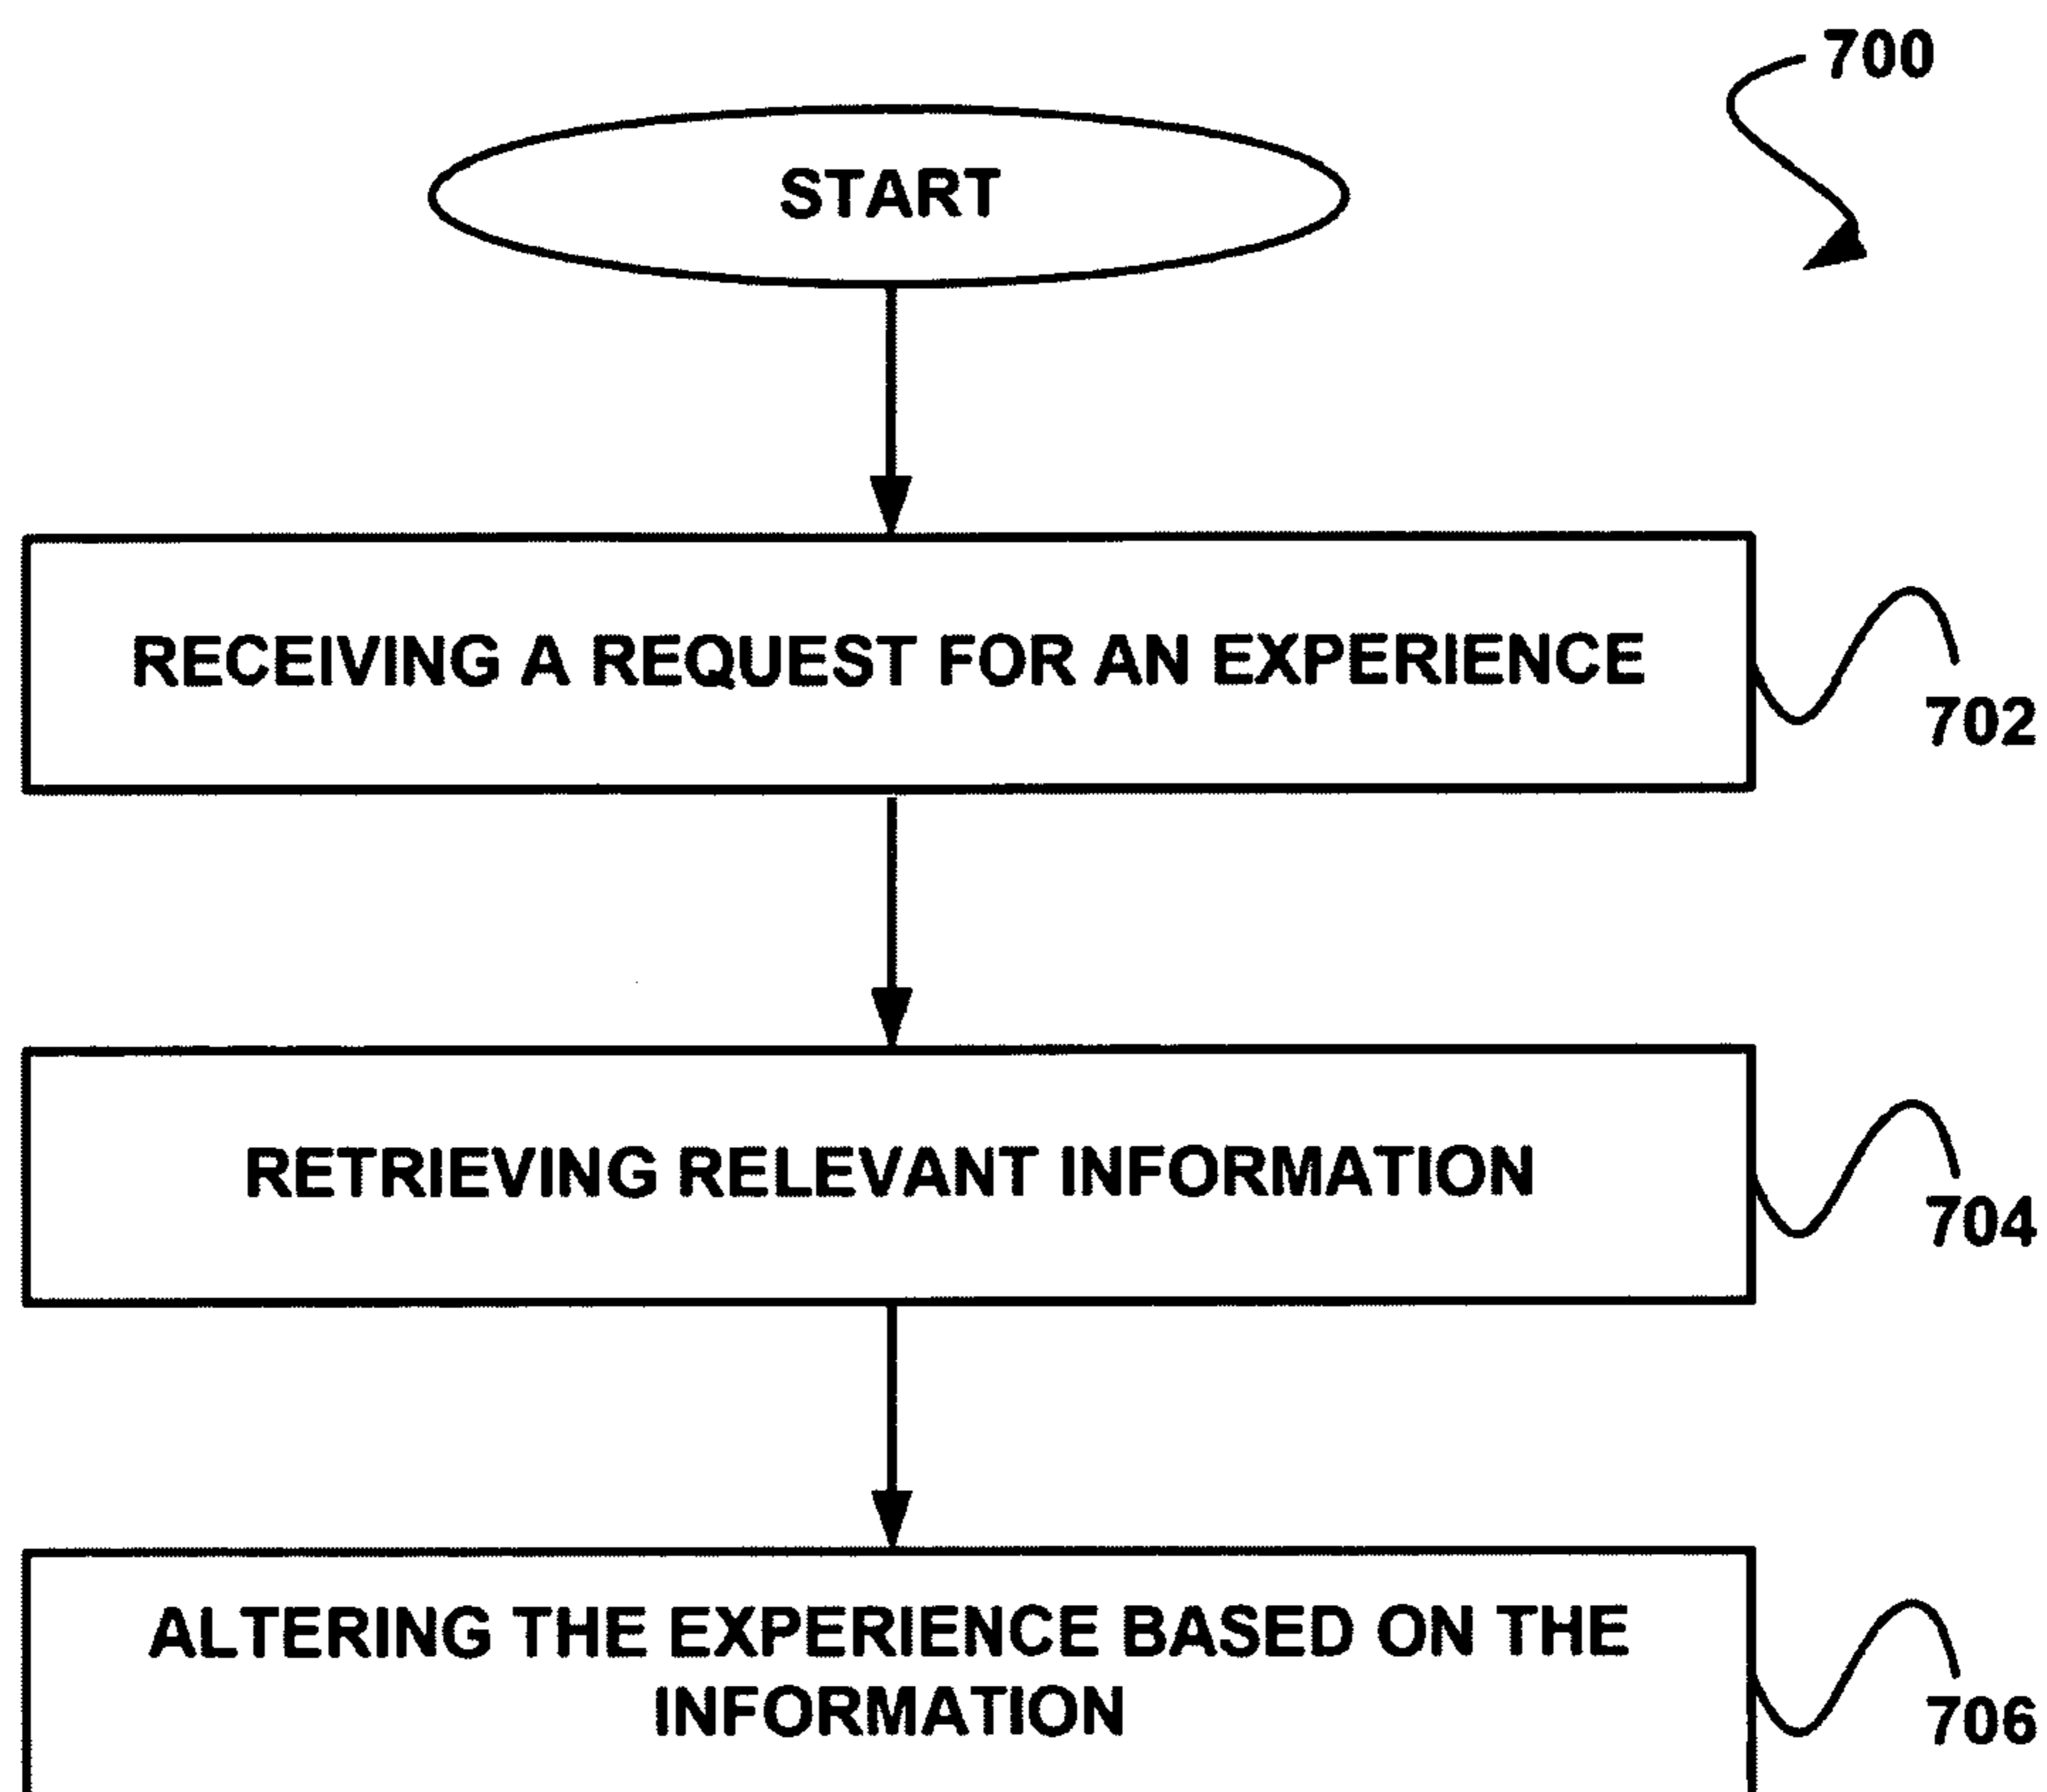 700
START
RECEIVING A REQUEST FOR AN EXPERIENCE
702
RETRIEVING RELEVANT INFORMATION
704
ALTERING THE EXPERIENCE BASED ON THE
INFORMATION
706